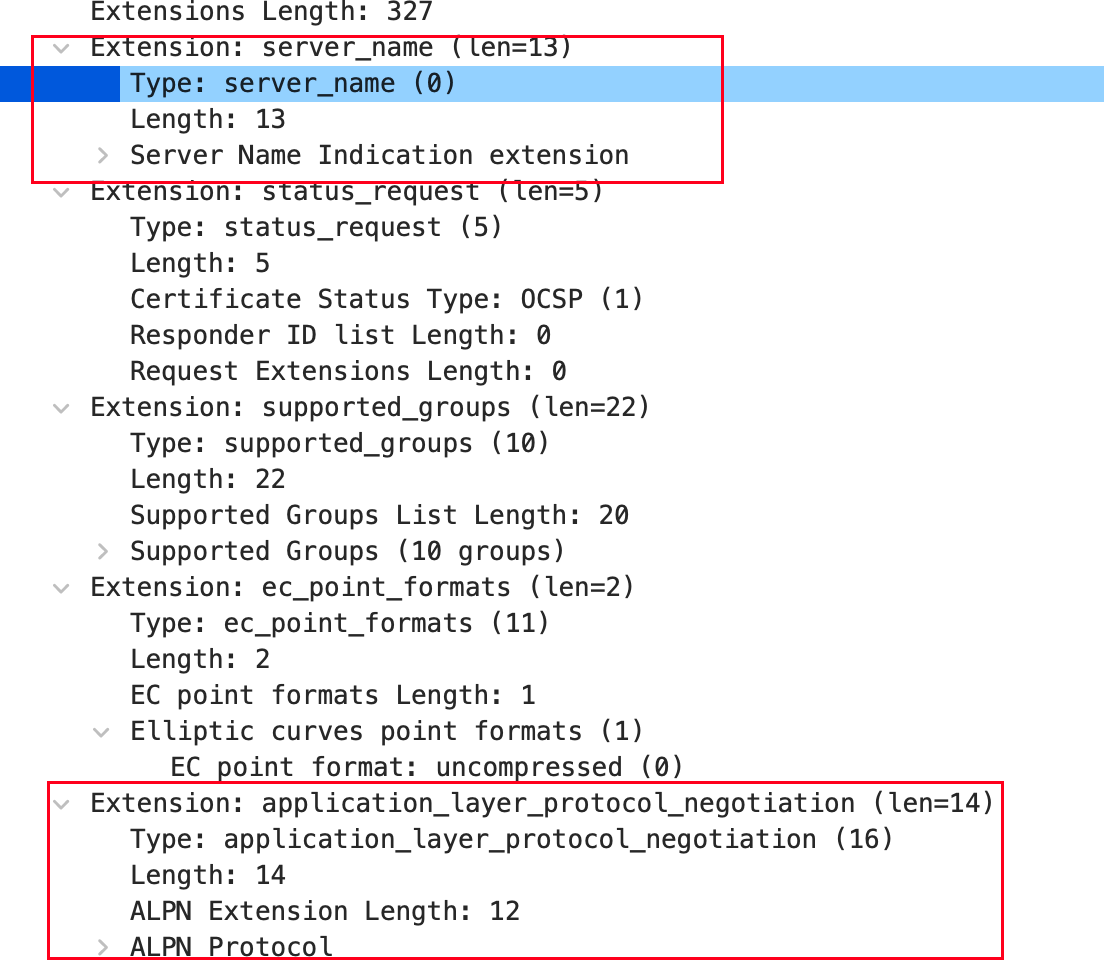 Extensions Length: 327
Extension: server_name (len=13)
Type: server_name (0)
Length: 13
Server Name Indication extension
Extension: status_request (len=5)
Type: status_request (5)
Length: 5
Certificate Status Type: OCSP (1)
Responder ID list Length: 0
Request Extensions Length: 0
Extension: supported_groups (len=22)
Type: supported_groups (10)
Length: 22
Supported Groups List Length: 20
Supported Groups (10 groups)
Extension: ec_point_formats (len=2)
Type: ec_point_formats (11)
Length: 2
EC point formats Length: 1
Elliptic curves point formats (1)
EC point format: uncompressed (0)
Extension: application_layer_protocol_negotiation (len=14)
Type: application_layer_protocol_negotiation (16)
Length: 14
ALPN Extension Length: 12
ALPN Protocol